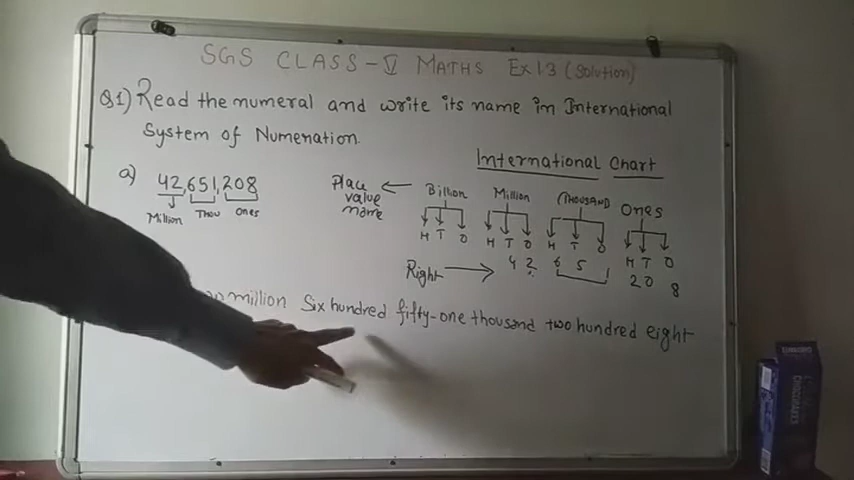 SGS CLASS-V MATHS Ex 1.3 (Solution)
Q1) Read the numeral and write its name in International
System of Numenation.
International Chart
a) 42,651,208
Million Thou Ones
Place value name ← Billion Million THOUSAND Ones
H T O H T O H T O H T O
Right → 4 2 6 5 1 2 0 8
million Six hundred fifty-one thousand two hundred eight